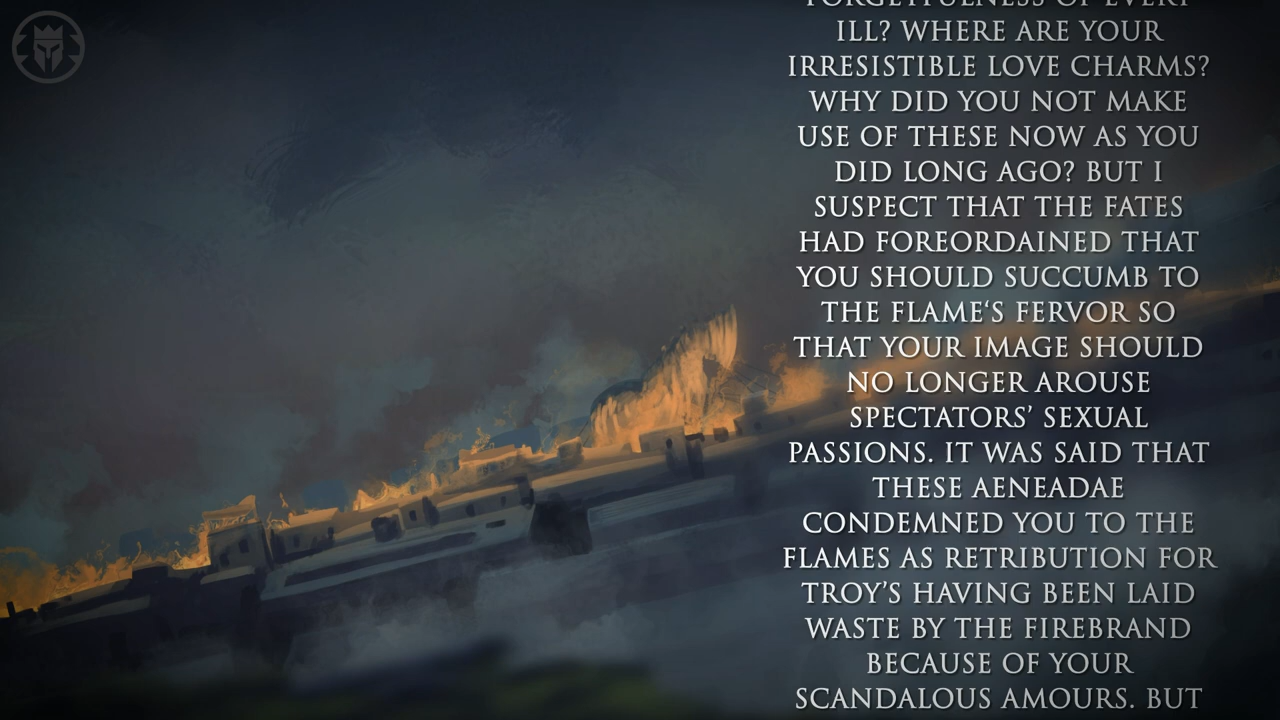 FORGETFULNESS OF EVERY
ILL? WHERE ARE YOUR
IRRESISTIBLE LOVE CHARMS?
WHY DID YOU NOT MAKE
USE OF THESE NOW AS YOU
DID LONG AGO? BUT I
SUSPECT THAT THE FATES
HAD FOREORDAINED THAT
YOU SHOULD SUCCUMB TO
THE FLAME‘S FERVOR SO
THAT YOUR IMAGE SHOULD
NO LONGER AROUSE
SPECTATORS’ SEXUAL
PASSIONS. IT WAS SAID THAT
THESE AENEADAE
CONDEMNED YOU TO THE
FLAMES AS RETRIBUTION FOR
TROY’S HAVING BEEN LAID
WASTE BY THE FIREBRAND
BECAUSE OF YOUR
SCANDALOUS AMOURS. BUT